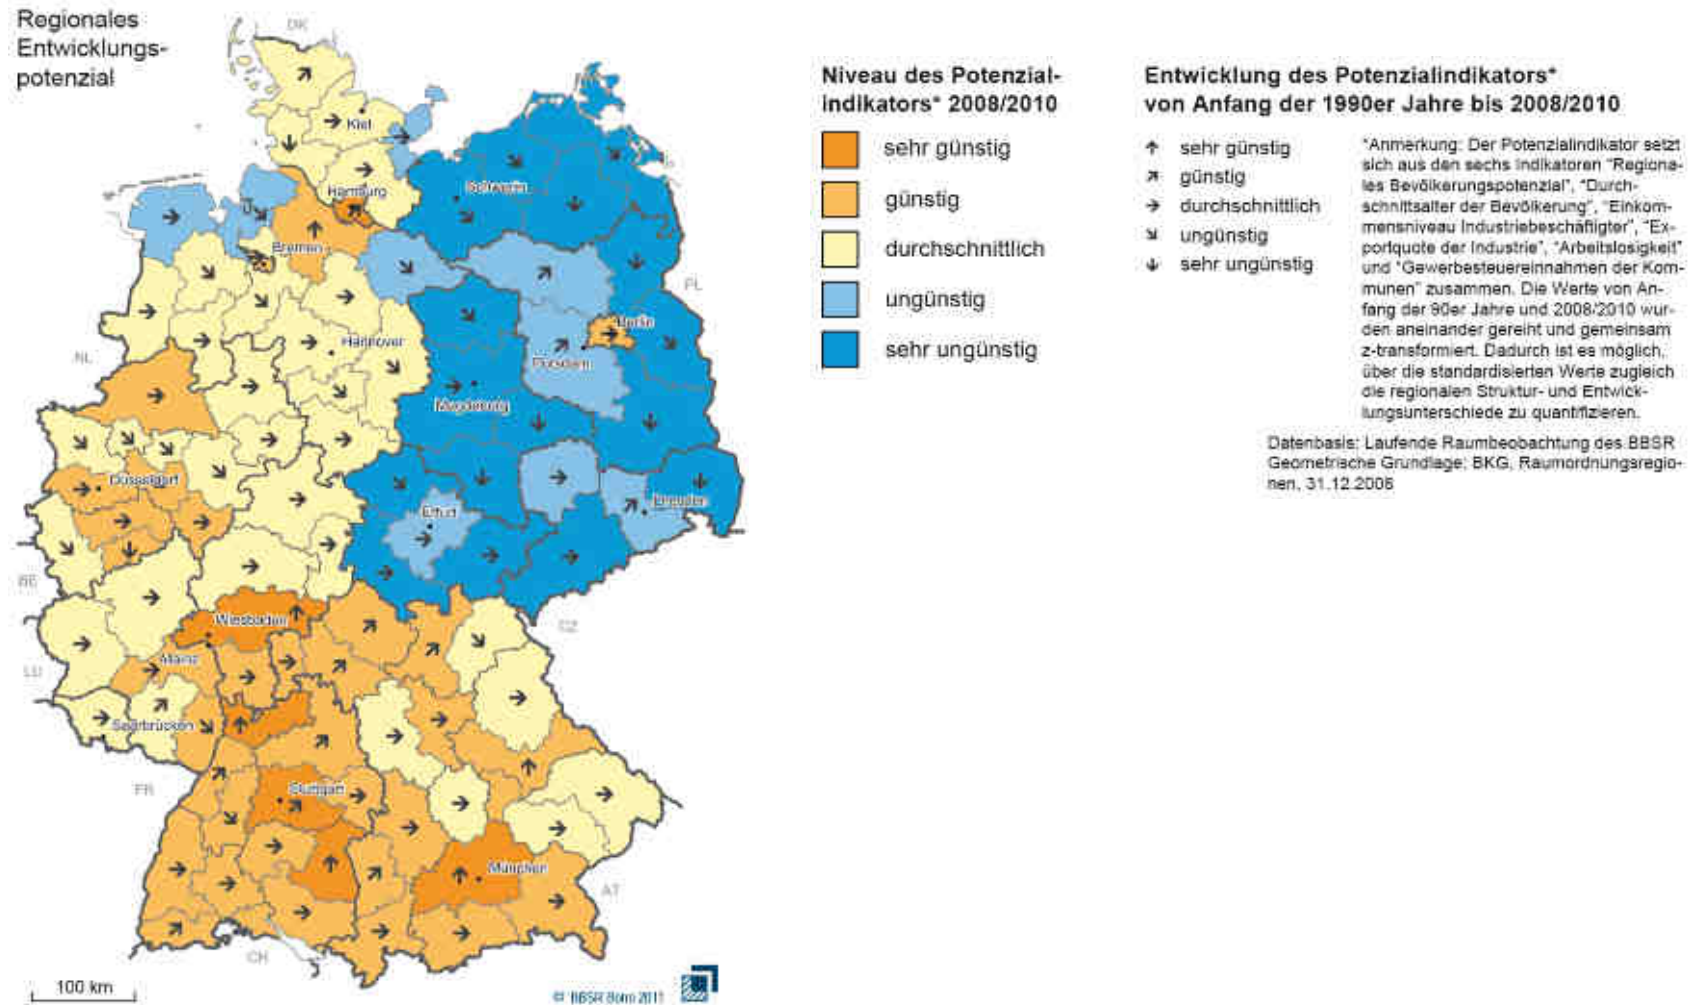 Regionales
Entwicklungs-
potenzial
DK
Kiel
Hamburg
Schwerin
Bremen
PL
Berlin
NL
Hannover
Potsdam
Magdeburg
Düsseldorf
Erfurt
Dresden
BE
Wiesbaden
CZ
Mainz
LU
Saarbrücken
FR
Stuttgart
München
AT
CH
100 km
© BBSR Bonn 2011
Niveau des Potenzial-
indikators* 2008/2010
sehr günstig
günstig
durchschnittlich
ungünstig
sehr ungünstig
Entwicklung des Potenzialindikators*
von Anfang der 1990er Jahre bis 2008/2010
sehr günstig
günstig
durchschnittlich
ungünstig
sehr ungünstig
*Anmerkung: Der Potenzialindikator setzt
sich aus den sechs Indikatoren "Regiona-
les Bevölkerungspotenzial", "Durch-
schnittsalter der Bevölkerung", "Einkom-
mensniveau Industriebeschäftigter", "Ex-
portquote der Industrie", "Arbeitslosigkeit"
und "Gewerbesteuereinnahmen der Kom-
munen" zusammen. Die Werte von An-
fang der 90er Jahre und 2008/2010 wur-
den aneinander gereiht und gemeinsam
z-transformiert. Dadurch ist es möglich,
über die standardisierten Werte zugleich
die regionalen Struktur- und Entwick-
lungsunterschiede zu quantifizieren.
Datenbasis: Laufende Raumbeobachtung des BBSR
Geometrische Grundlage: BKG, Raumordnungsregio-
nen, 31.12.2008